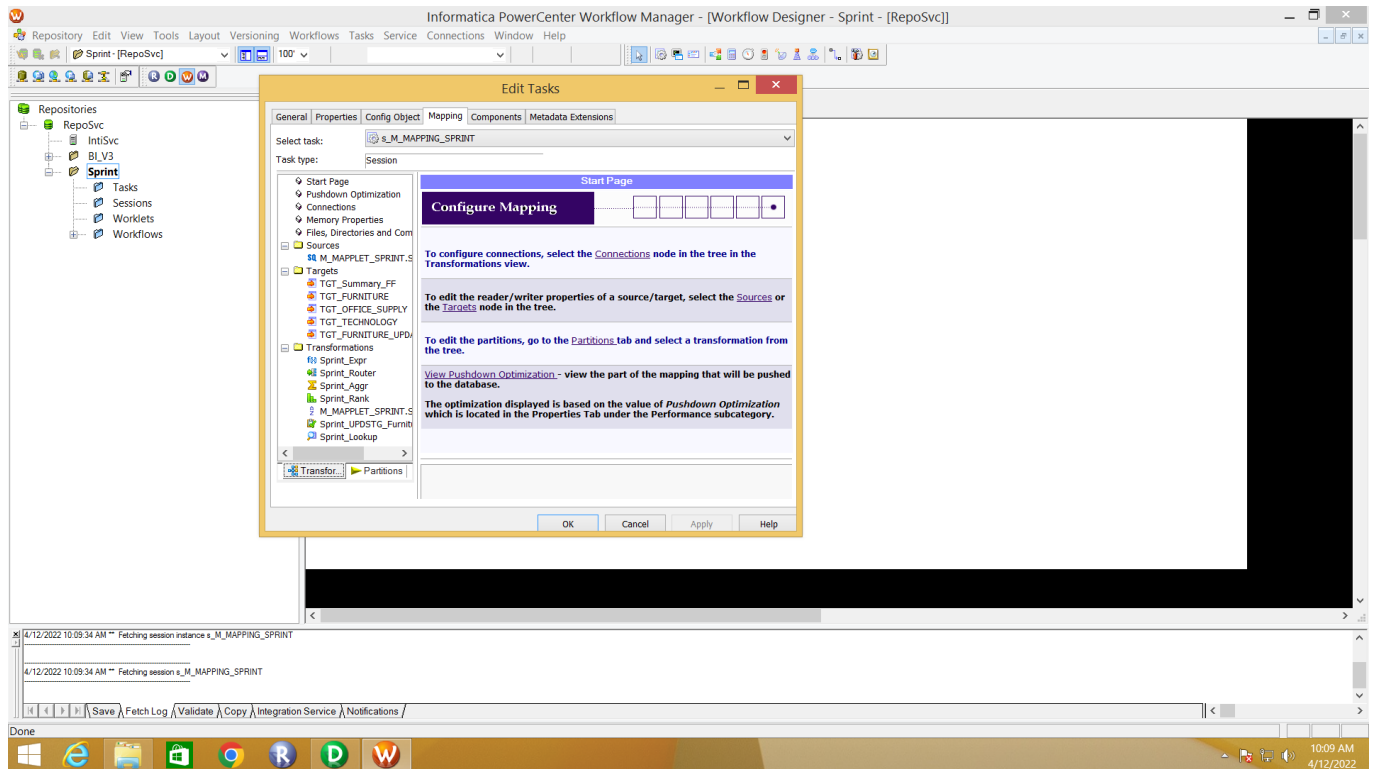 Informatica PowerCenter Workflow Manager - [Workflow Designer - Sprint - [RepoSvc]]
Repository Edit View Tools Layout Versioning Workflows Tasks Service Connections Window Help
Sprint - [RepoSvc]
100%
R D W M
Edit Tasks
Repositories
RepoSvc
IntiSvc
BI_V3
Sprint
Tasks
Sessions
Worklets
Workflows
General Properties Config Object Mapping Components Metadata Extensions
Select task: s_M_MAPPING_SPRINT
Task type: Session
Start Page
Pushdown Optimization
Connections
Memory Prope
Files, Directories and Com
Sources
M_MAPPLET_SPRINT.S
Targets
TGT_Summary_FF
TGT_FURNITURE
TGT_OFFICE_SUPPLY
TGT_TECHNOLOGY
TGT_FURNITURE_UPDA
Transformations
Sprint_Expr
Sprint_Router
Sprint_Aggr
Sprint_Rank
M_MAPPLET_SPRINT.S
Sprint_UPDSTG_Furnit
Sprint_Lookup
Transfor... Partitions
Start Page
Configure Mapping
To configure connections, select the Connections node in the tree in the
Transformations view.
To edit the reader/writer properties of a source/target, select the Sources or
the Targets node in the tree.
To edit the partitions, go to the Partitions tab and select a transformation from
the tree.
View Pushdown Optimization - view the part of the mapping that will be pushed
to the database.
The optimization displayed is based on the value of Pushdown Optimization
which is located in the Properties Tab under the Performance subcategory.
OK Cancel Apply Help
4/12/2022 10:09:34 AM ** Fetching session instance s_M_MAPPING_SPRINT
4/12/2022 10:09:34 AM ** Fetching session s_M_MAPPING_SPRINT
Save Fetch Log Validate Copy Integration Service Notifications
Done
R D W
10:09 AM
4/12/2022